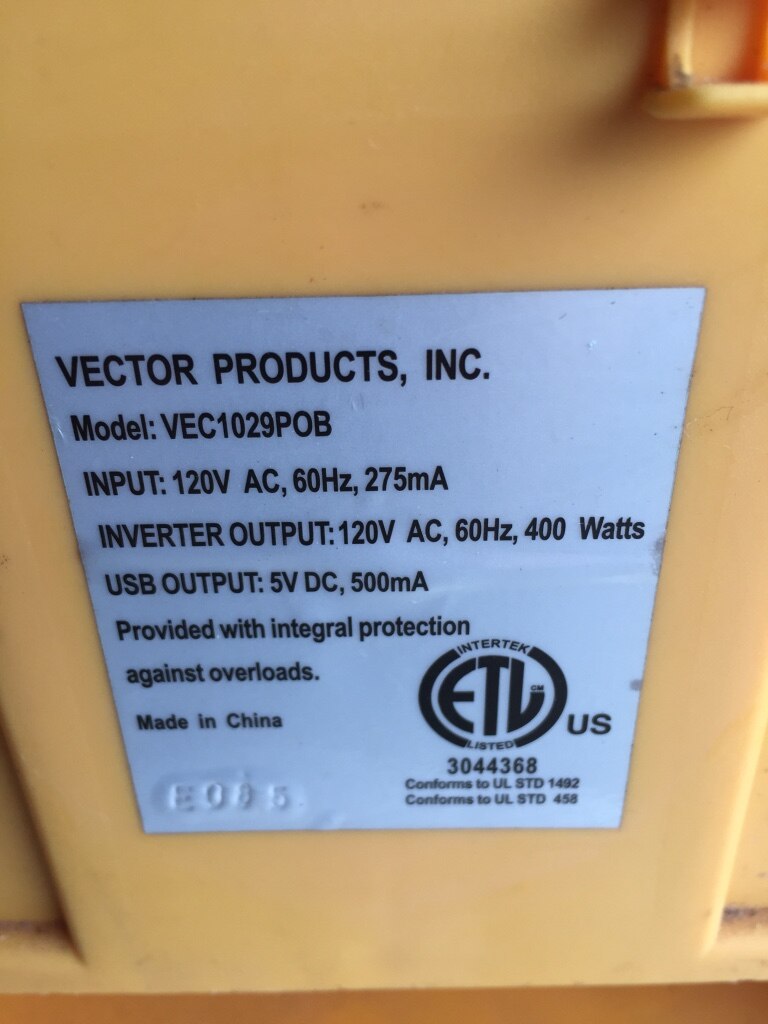 VECTOR PRODUCTS, INC.
Model: VEC1029POB
INPUT: 120V AC, 60Hz, 275mA
INVERTER OUTPUT: 120V AC, 60Hz, 400 Watts
USB OUTPUT: 5V DC, 500mA
Provided with integral protection
against overloads.
Made in China
INTERTEK
ETL CM
US
LISTED
3044368
Conforms to UL STD 1492
Conforms to UL STD 458